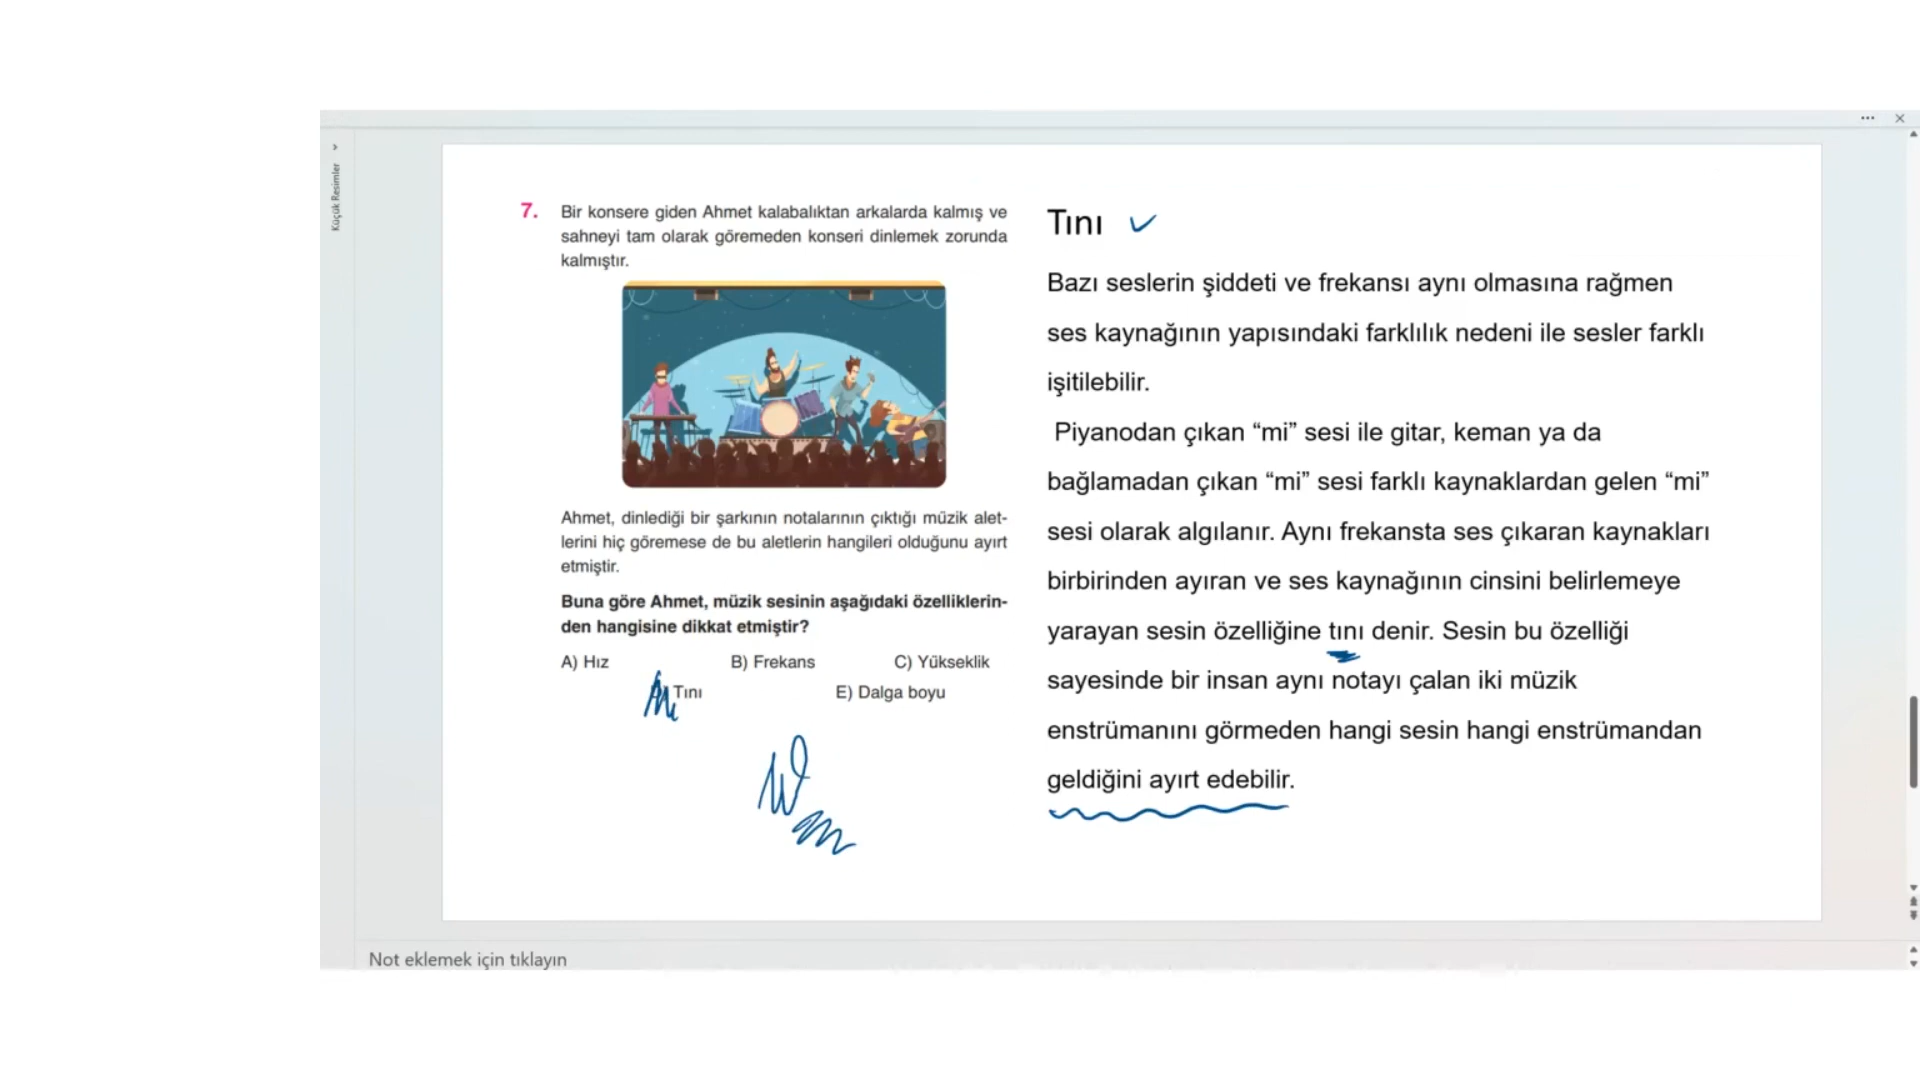 Küçük Resimler
7. Bir konsere giden Ahmet kalabalıktan arkalarda kalmış ve
sahneyi tam olarak göremeden konseri dinlemek zorunda
kalmıştır.
Ahmet, dinlediği bir şarkının notalarının çıktığı müzik alet-
lerini hiç göremese de bu aletlerin hangileri olduğunu ayırt
etmiştir.
Buna göre Ahmet, müzik sesinin aşağıdaki özelliklerin-
den hangisine dikkat etmiştir?
A) Hız B) Frekans C) Yükseklik
Tını E) Dalga boyu
Tını
Bazı seslerin şiddeti ve frekansı aynı olmasına rağmen
ses kaynağının yapısındaki farklılık nedeni ile sesler farklı
işitilebilir.
Piyanodan çıkan “mi” sesi ile gitar, keman ya da
bağlamadan çıkan “mi” sesi farklı kaynaklardan gelen “mi”
sesi olarak algılanır. Aynı frekansta ses çıkaran kaynakları
birbirinden ayıran ve ses kaynağının cinsini belirlemeye
yarayan sesin özelliğine tını denir. Sesin bu özelliği
sayesinde bir insan aynı notayı çalan iki müzik
enstrümanını görmeden hangi sesin hangi enstrümandan
geldiğini ayırt edebilir.
Not eklemek için tıklayın